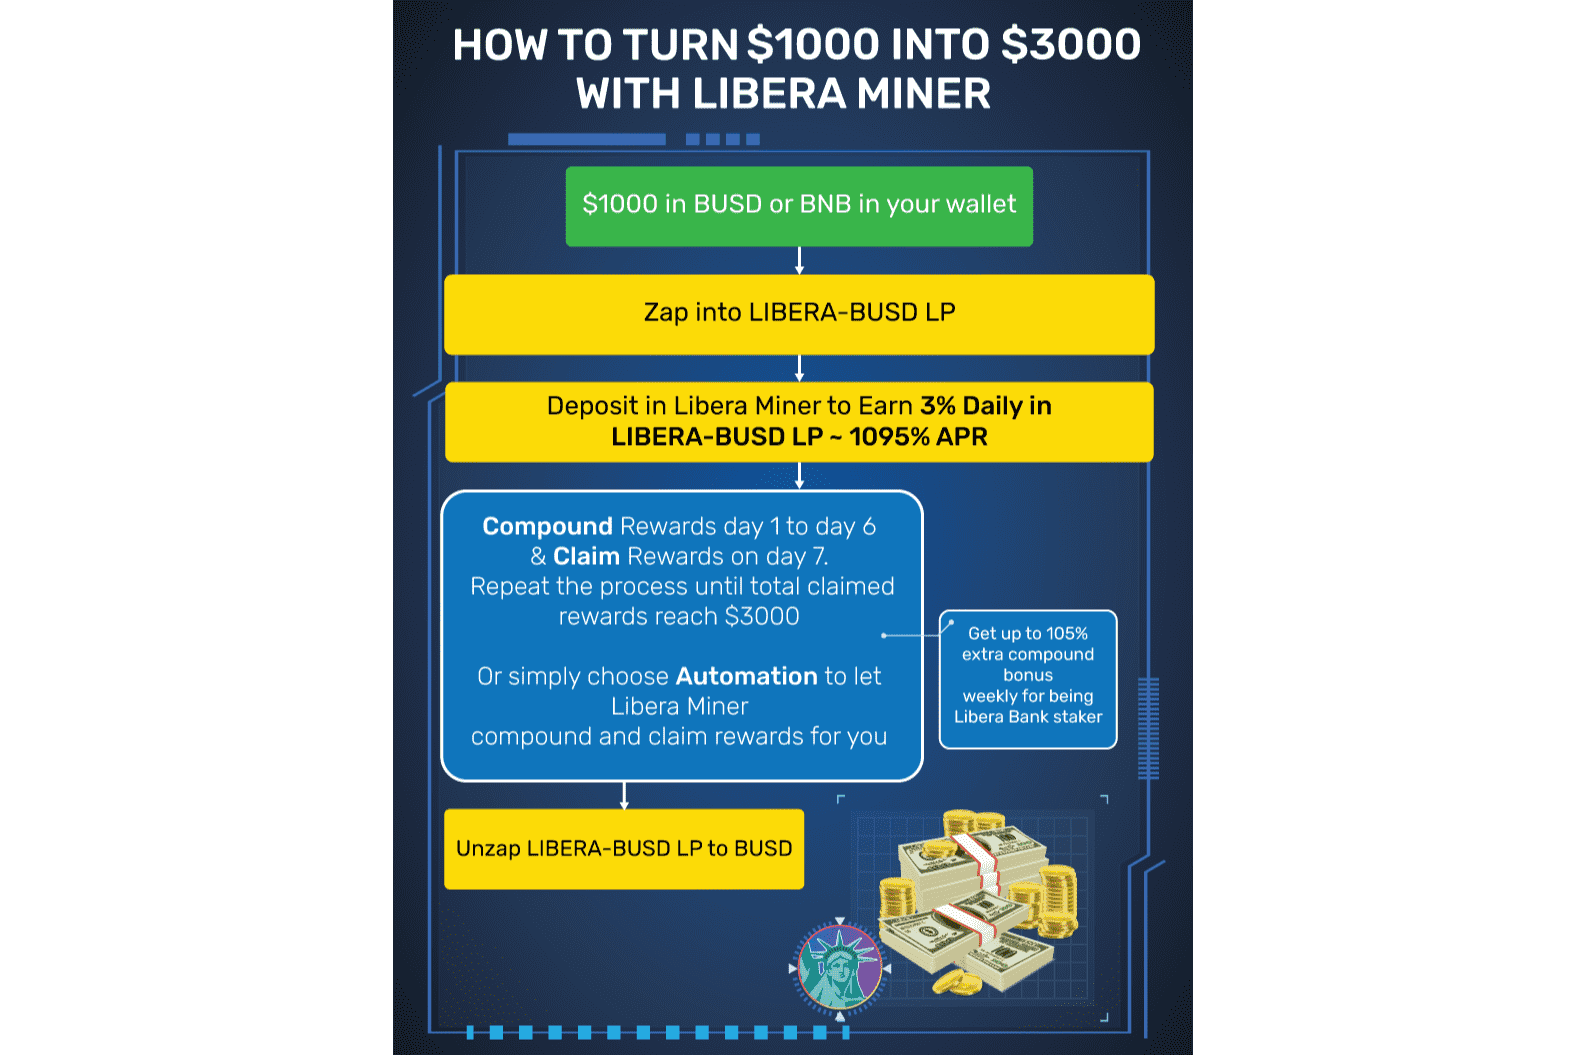 HOW TO TURN $1000 INTO $3000
WITH LIBERA MINER
$1000 in BUSD or BNB in your wallet
Zap into LIBERA-BUSD LP
Deposit in Libera Miner to Earn 3% Daily in
LIBERA-BUSD LP ~ 1095% APR
Compound Rewards day 1 to day 6
& Claim Rewards on day 7.
Repeat the process until total claimed
rewards reach $3000
Or simply choose Automation to let
Libera Miner
compound and claim rewards for you
Get up to 105%
extra compound
bonus
weekly for being
Libera Bank staker
Unzap LIBERA-BUSD LP to BUSD